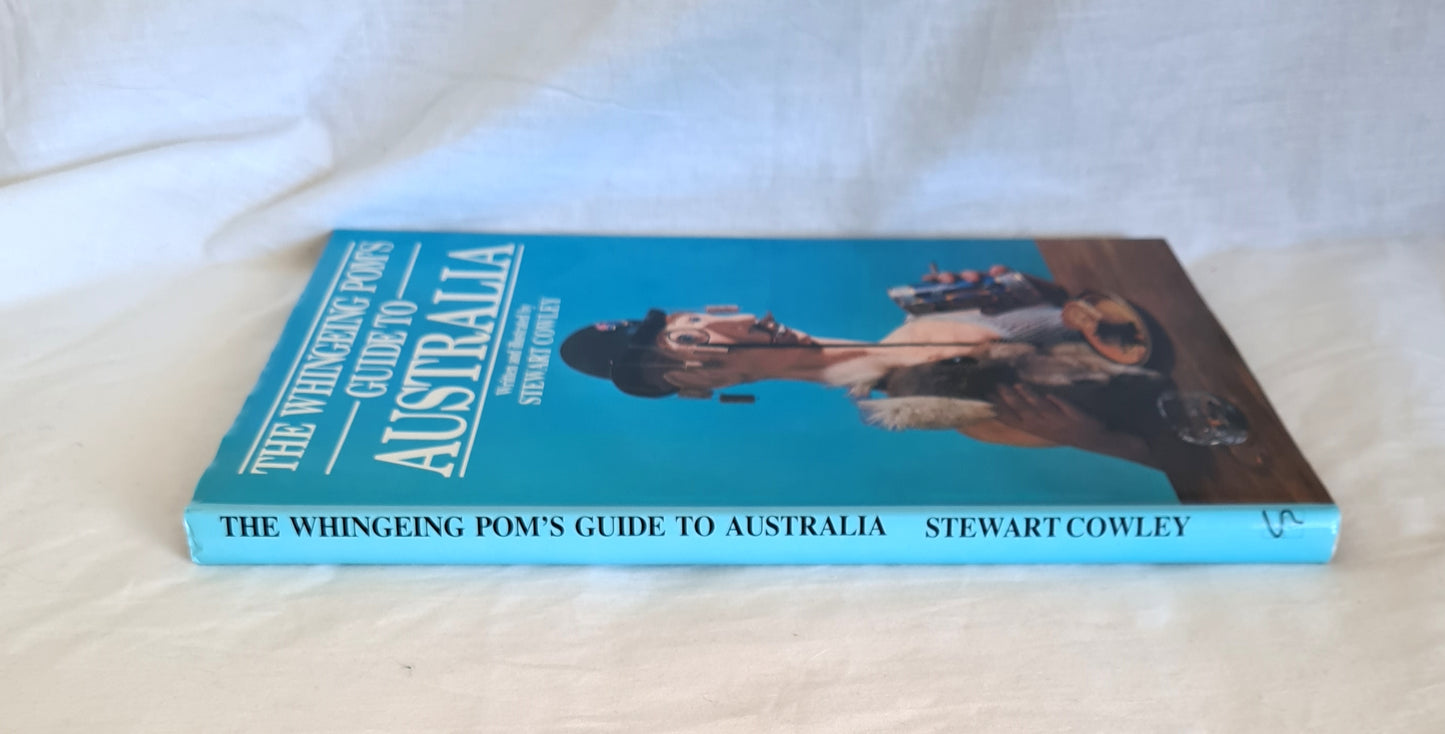 THE WHINGEING POM'S
GUIDE TO
AUSTRALIA
Written and illustrated by
STEWART COWLEY
THE WHINGEING POM'S GUIDE TO AUSTRALIA STEWART COWLEY